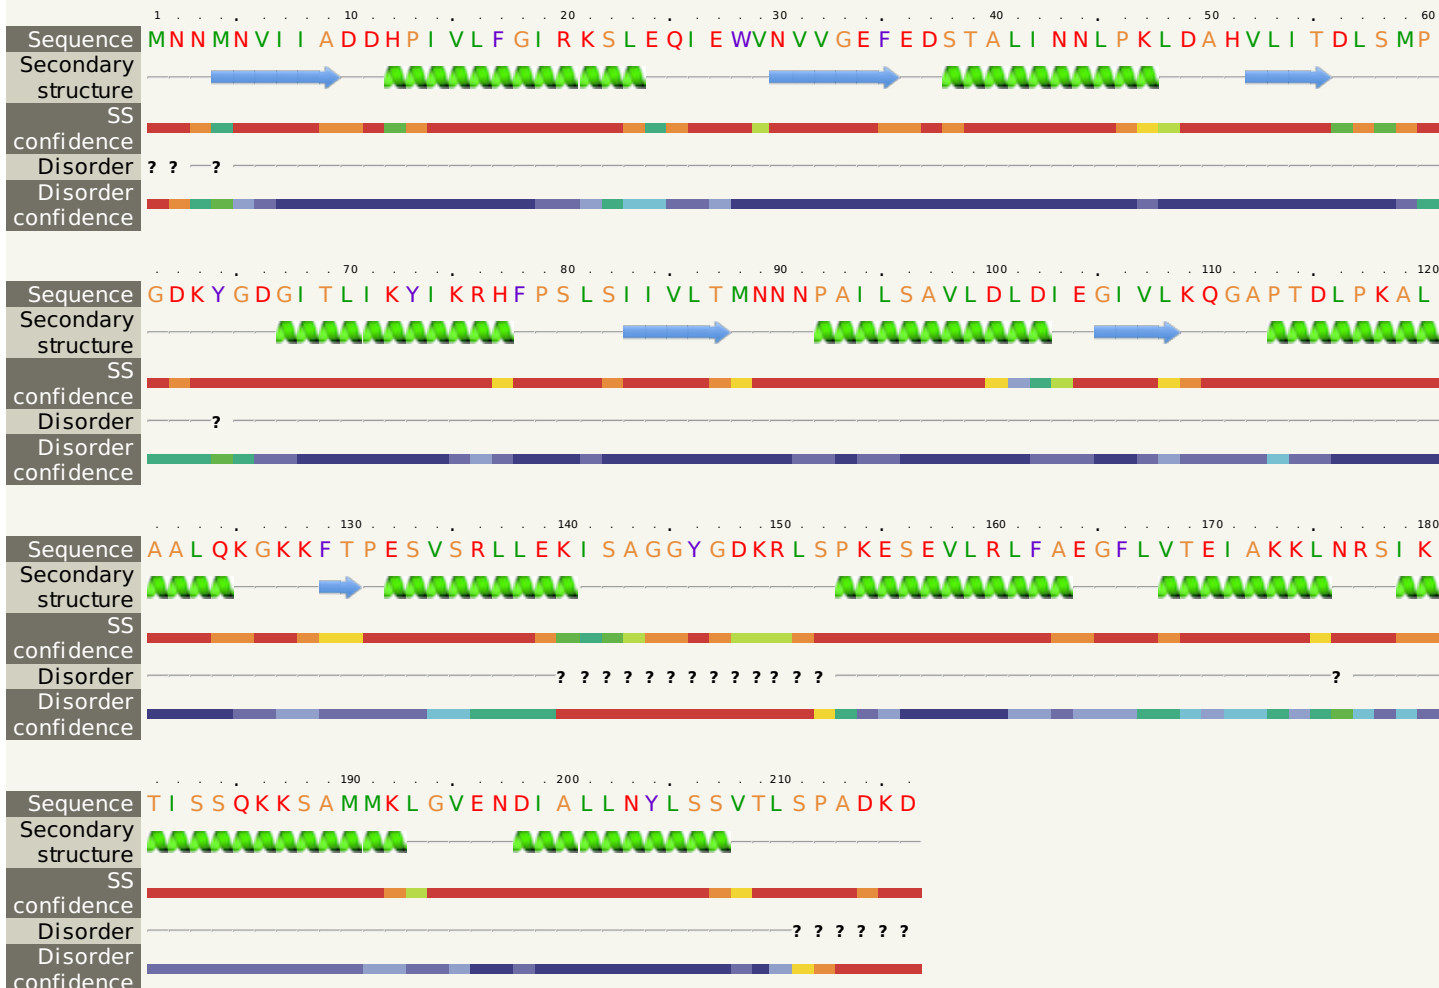 1 10 20 30 40 50 60
Sequence MNNMNVIIADDHPIVLFGIRKSLEQIEWVNVVGEFEDSTALINNLPKLDAHVLITDLSMP
Secondary
structure
SS
confidence
Disorder ? ? ?
Disorder
confidence
70 80 90 100 110 120
Sequence GDKYGDGITLIKYIKRHFPSLSIIVLTMNNNPAILSAVLDLDIEGIVLKQGAPTDLPKAL
Secondary
structure
SS
confidence
Disorder ?
Disorder
confidence
130 140 150 160 170 180
Sequence AALQKGKKFTPESVSRLLEKISAGGYGDKRLSPKESEVLRLFAEGFLVTEIAKKLNRSIK
Secondary
structure
SS
confidence
Disorder ? ? ? ? ? ? ? ? ? ? ? ? ? ?
Disorder
confidence
190 200 210
Sequence TISSQKKSAMMKLGVENDIALLNYLSSVTLSPADKD
Secondary
structure
SS
confidence
Disorder ? ? ? ? ? ?
Disorder
confidence